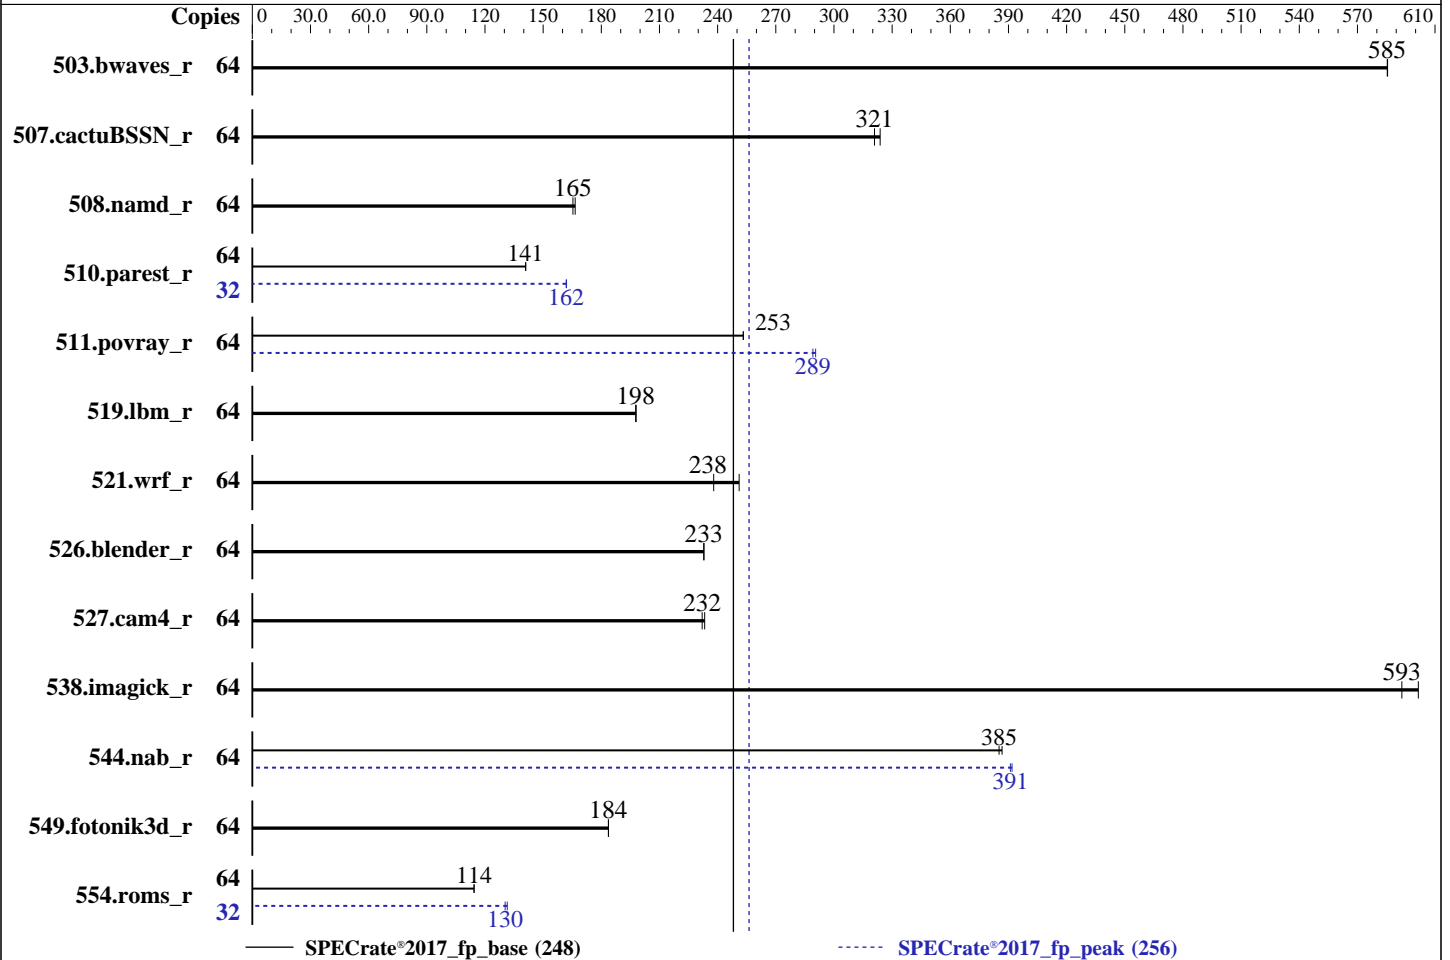 Copies 0 30.0 60.0 90.0 120 150 180 210 240 270 300 330 360 390 420 450 480 510 540 570 610
503.bwaves_r 64 585
507.cactuBSSN_r 64 321
508.namd_r 64 165
510.parest_r 64 141
32 162
511.povray_r 64 253
289
519.lbm_r 64 198
521.wrf_r 64 238
526.blender_r 64 233
527.cam4_r 64 232
538.imagick_r 64 593
544.nab_r 64 385
391
549.fotonik3d_r 64 184
554.roms_r 64 114
32 130
SPECrate®2017_fp_base (248) SPECrate®2017_fp_peak (256)